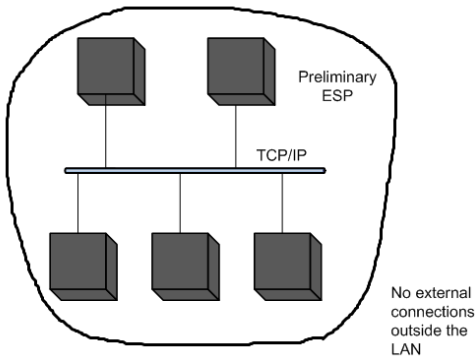 Preliminary
ESP
TCP/IP
No external
connections
outside the
LAN